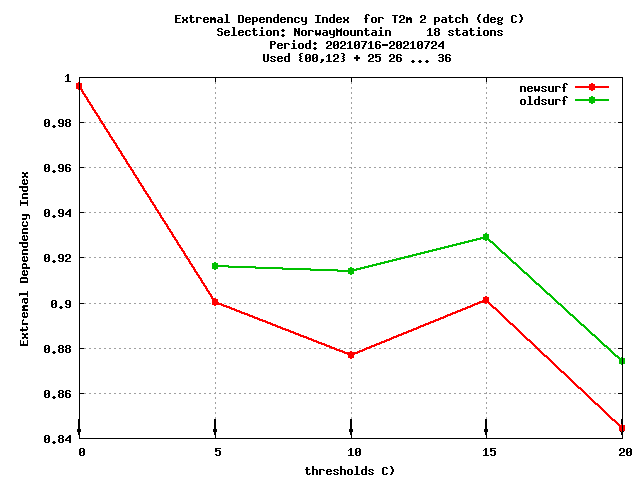 Extremal Dependency Index  for T2m 2 patch (deg C)
Selection: NorwayMountain     18 stations
Period: 20210716-20210724
Used {00,12} + 25 26 ... 36
newsurf
oldsurf
1
0.98
0.96
0.94
0.92
0.9
0.88
0.86
0.84
Extremal Dependency Index
0 5 10 15 20
thresholds C)